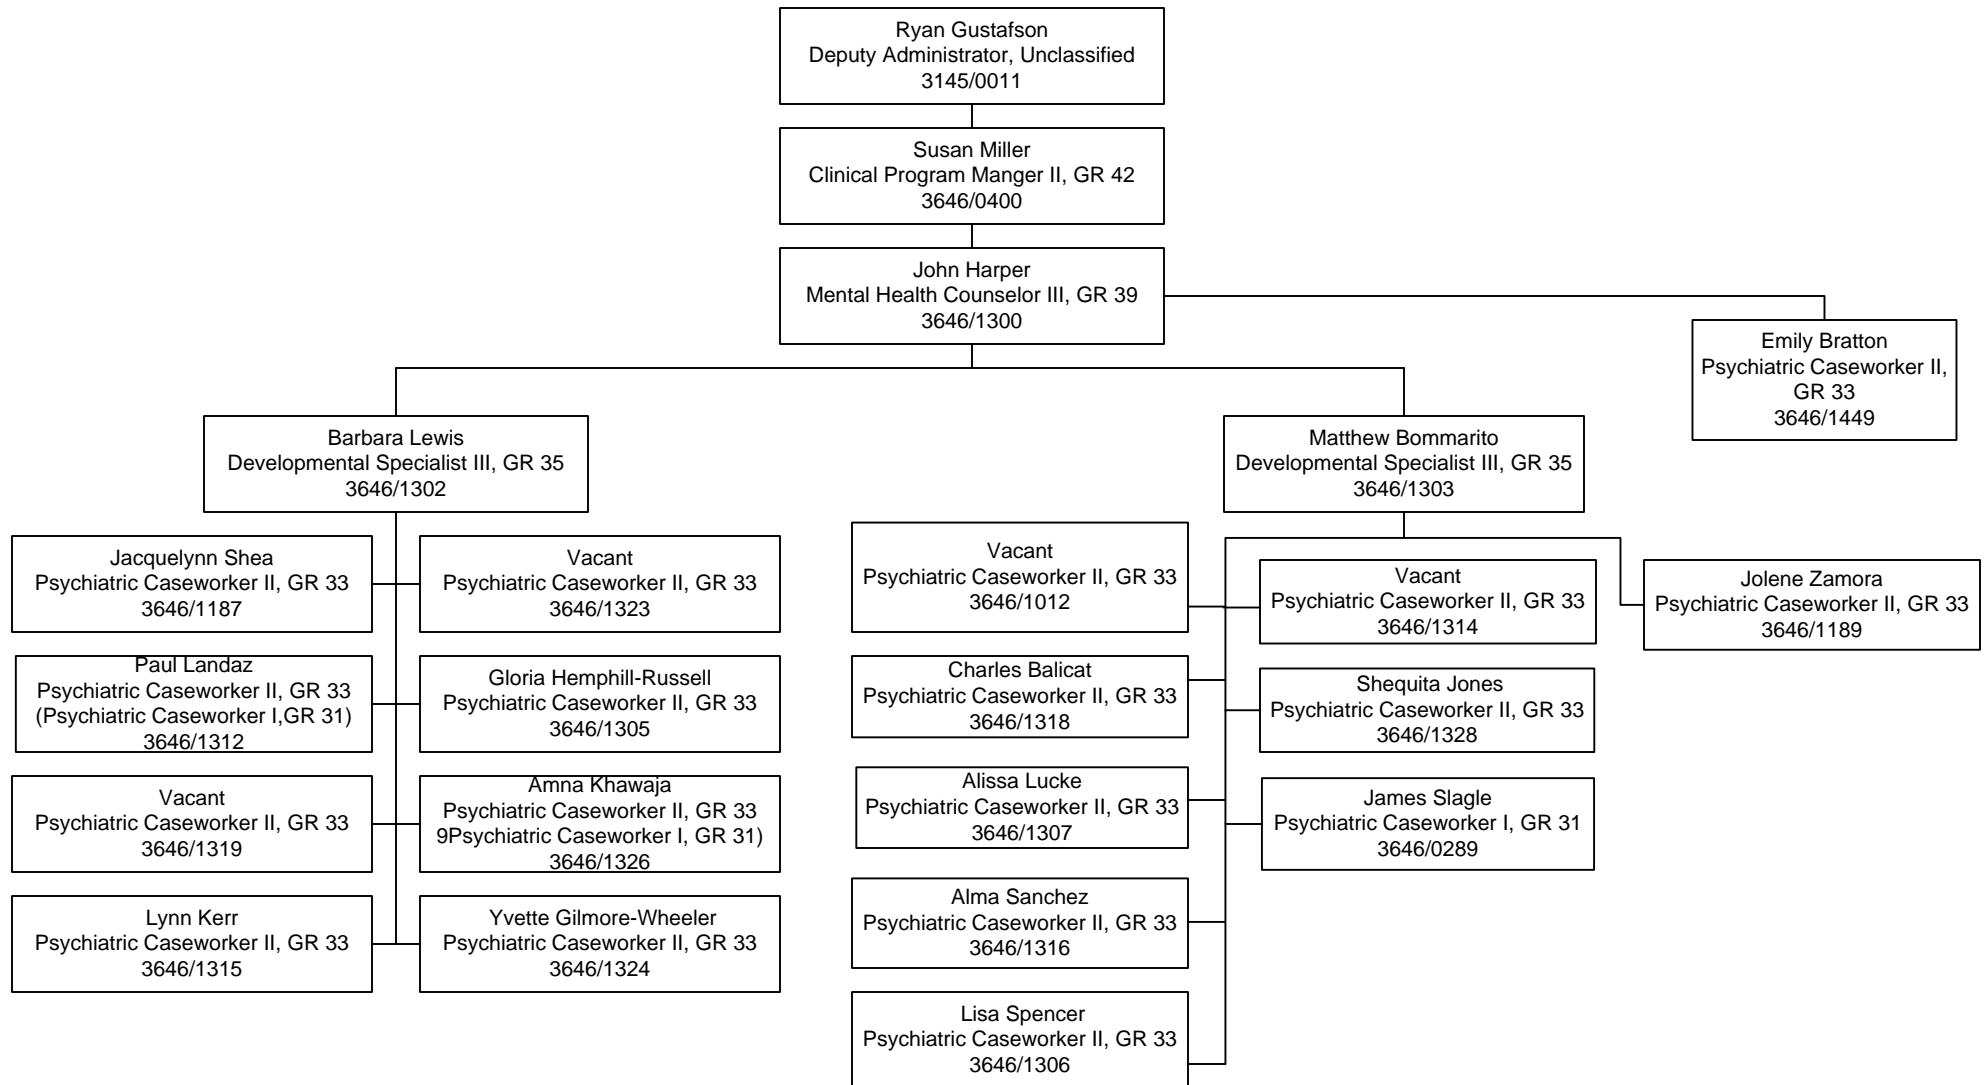 Ryan Gustafson
Deputy Administrator, Unclassified
3145/0011
Susan Miller
Clinical Program Manger II, GR 42
3646/0400
John Harper
Mental Health Counselor III, GR 39
3646/1300
Emily Bratton
Psychiatric Caseworker II,
GR 33
3646/1449
Barbara Lewis
Developmental Specialist III, GR 35
3646/1302
Matthew Bommarito
Developmental Specialist III, GR 35
3646/1303
Jacquelynn Shea
Psychiatric Caseworker II, GR 33
3646/1187
Vacant
Psychiatric Caseworker II, GR 33
3646/1323
Paul Landaz
Psychiatric Caseworker II, GR 33
(Psychiatric Caseworker I,GR 31)
3646/1312
Gloria Hemphill-Russell
Psychiatric Caseworker II, GR 33
3646/1305
Vacant
Psychiatric Caseworker II, GR 33
3646/1319
Amna Khawaja
Psychiatric Caseworker II, GR 33
9Psychiatric Caseworker I, GR 31)
3646/1326
Lynn Kerr
Psychiatric Caseworker II, GR 33
3646/1315
Yvette Gilmore-Wheeler
Psychiatric Caseworker II, GR 33
3646/1324
Vacant
Psychiatric Caseworker II, GR 33
3646/1012
Vacant
Psychiatric Caseworker II, GR 33
3646/1314
Jolene Zamora
Psychiatric Caseworker II, GR 33
3646/1189
Charles Balicat
Psychiatric Caseworker II, GR 33
3646/1318
Shequita Jones
Psychiatric Caseworker II, GR 33
3646/1328
Alissa Lucke
Psychiatric Caseworker II, GR 33
3646/1307
James Slagle
Psychiatric Caseworker I, GR 31
3646/0289
Alma Sanchez
Psychiatric Caseworker II, GR 33
3646/1316
Lisa Spencer
Psychiatric Caseworker II, GR 33
3646/1306